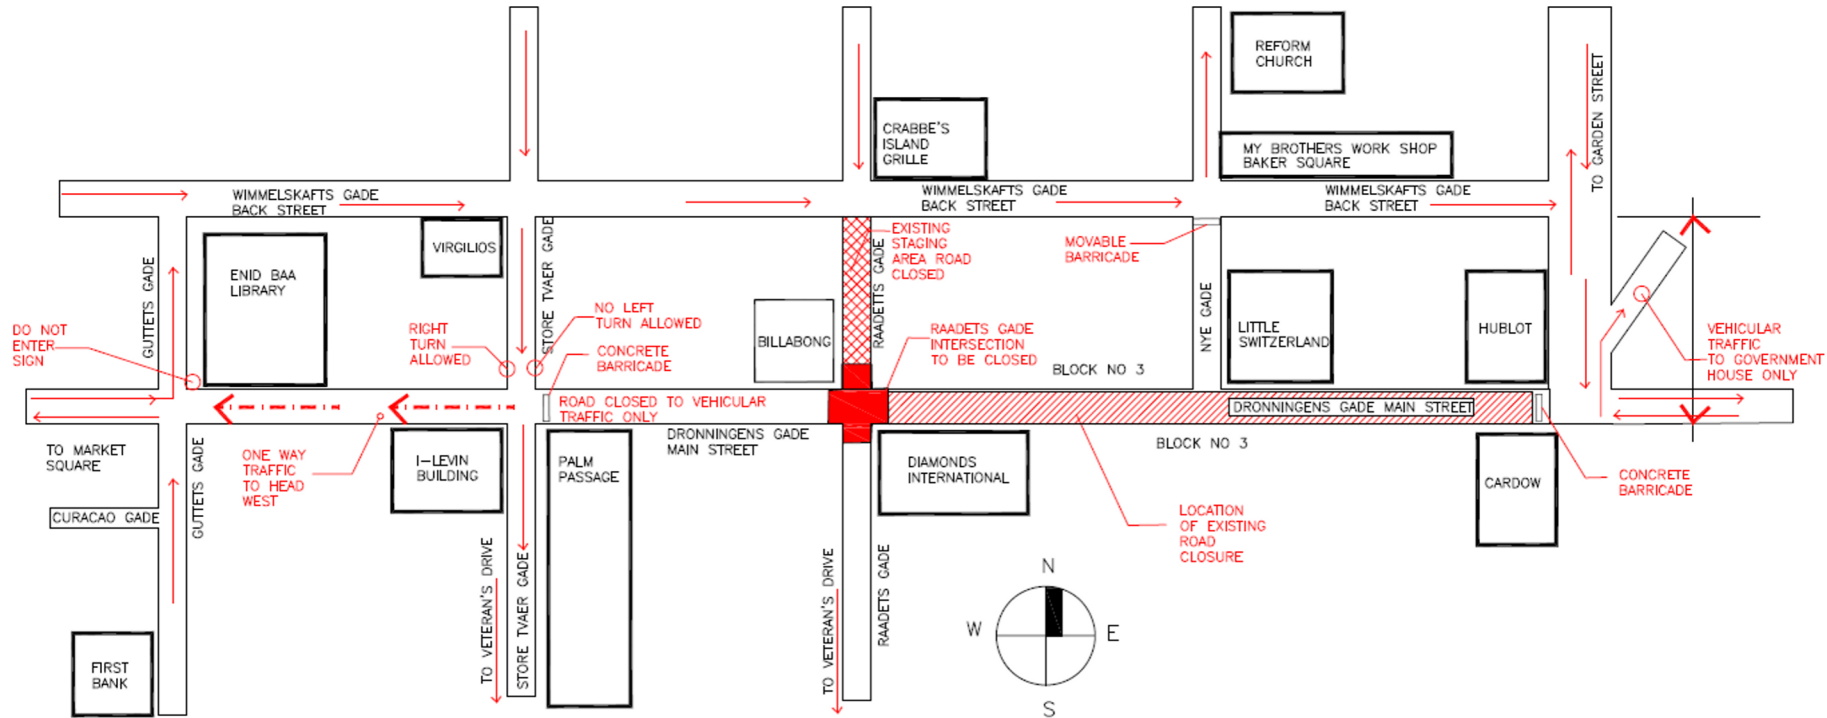 REFORM
CHURCH
TO GARDEN STREET
CRABBE'S
ISLAND
GRILLE
MY BROTHERS WORK SHOP
BAKER SQUARE
WIMMELSKAFTS GADE
BACK STREET
WIMMELSKAFTS GADE
BACK STREET
WIMMELSKAFTS GADE
BACK STREET
GUTTETS GADE
ENID BAA
LIBRARY
VIRGILIOS
STORE TVAER GADE
EXISTING
STAGING
AREA ROAD
CLOSED
RAADETTS GADE
MOVABLE
BARRICADE
NYE GADE
DO NOT
ENTER
SIGN
RIGHT
TURN
ALLOWED
NO LEFT
TURN ALLOWED
CONCRETE
BARRICADE
BILLABONG
RAADETS GADE
INTERSECTION
TO BE CLOSED
BLOCK NO 3
LITTLE
SWITZERLAND
HUBLOT
VEHICULAR
TRAFFIC
TO GOVERNMENT
HOUSE ONLY
ROAD CLOSED TO VEHICULAR
TRAFFIC ONLY
DRONNINGENS GADE MAIN STREET
DRONNINGENS GADE
MAIN STREET
BLOCK NO 3
TO MARKET
SQUARE
GUTTETS GADE
ONE WAY
TRAFFIC
TO HEAD
WEST
I-LEVIN
BUILDING
PALM
PASSAGE
DIAMONDS
INTERNATIONAL
CARDOW
CONCRETE
BARRICADE
CURACAO GADE
LOCATION
OF EXISTING
ROAD
CLOSURE
TO VETERAN'S DRIVE
STORE TVAER GADE
TO VETERAN'S DRIVE
RAADETS GADE
N
W
E
S
FIRST
BANK